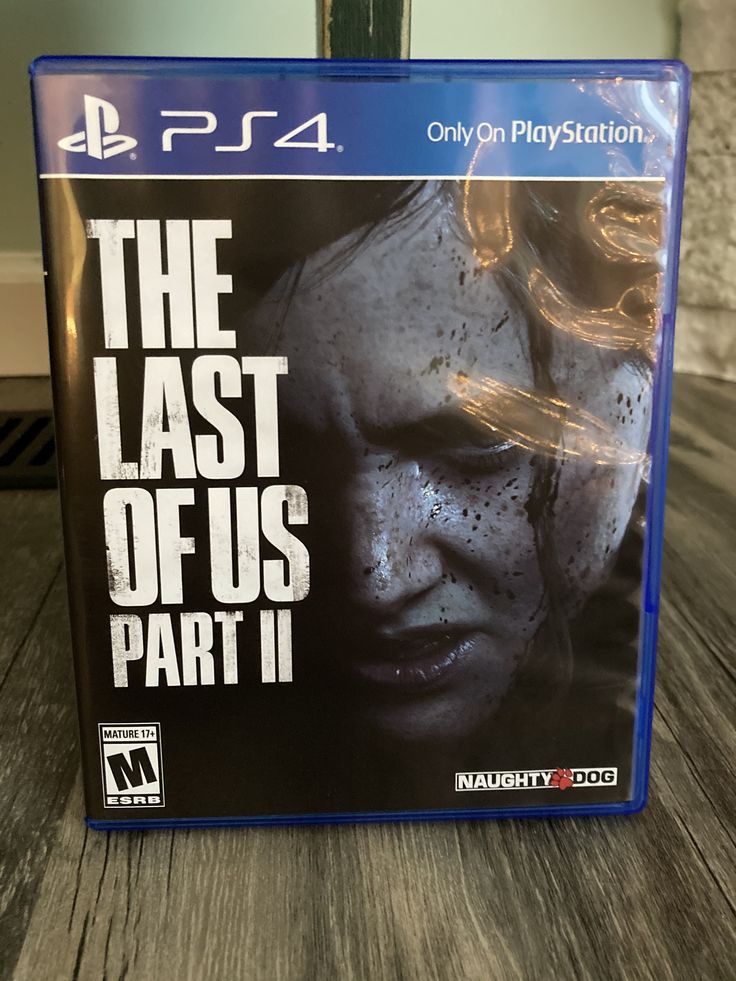 PS4
Only On PlayStation
THE
LAST
OF US
PART II
MATURE 17+
M
ESRB
NAUGHTY DOG